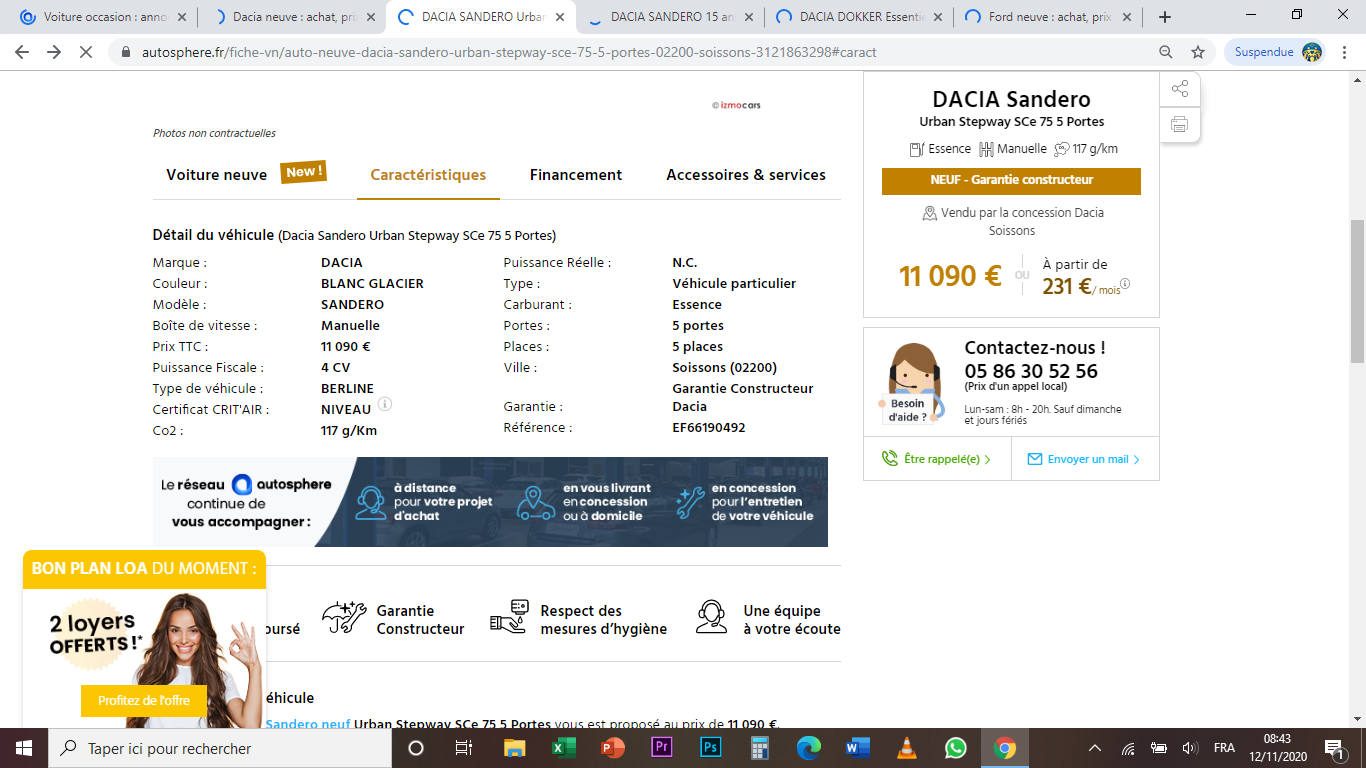 Voiture occasion : anno
Dacia neuve : achat, pri
DACIA SANDERO Urban
DACIA SANDERO 15 an
DACIA DOKKER Essentie
Ford neuve : achat, prix
autosphere.fr/fiche-vn/auto-neuve-dacia-sandero-urban-stepway-sce-75-5-portes-02200-soissons-3121863298#caract
Suspendue
© izmocars
Photos non contractuelles
Voiture neuve New !
Caractéristiques
Financement
Accessoires & services
Détail du véhicule (Dacia Sandero Urban Stepway SCe 75 5 Portes)
Marque : DACIA
Couleur : BLANC GLACIER
Modèle : SANDERO
Boîte de vitesse : Manuelle
Prix TTC : 11 090 €
Puissance Fiscale : 4 CV
Type de véhicule : BERLINE
Certificat CRIT'AIR : NIVEAU
Co2 : 117 g/Km
Puissance Réelle : N.C.
Type : Véhicule particulier
Carburant : Essence
Portes : 5 portes
Places : 5 places
Ville : Soissons (02200)
Garantie : Garantie Constructeur
Dacia
Référence : EF66190492
DACIA Sandero
Urban Stepway SCe 75 5 Portes
Essence Manuelle 117 g/km
NEUF - Garantie constructeur
Vendu par la concession Dacia
Soissons
11 090 €
OU
À partir de
231 €/ mois
Contactez-nous !
05 86 30 52 56
(Prix d'un appel local)
Lun-sam : 8h - 20h. Sauf dimanche
et jours fériés
Besoin
d'aide ?
Être rappelé(e) >
Envoyer un mail >
Le réseau autosphere
continue de
vous accompagner :
à distance
pour votre projet
d'achat
en vous livrant
en concession
ou à domicile
en concession
pour l'entretien
de votre véhicule
BON PLAN LOA DU MOMENT :
2 loyers
OFFERTS !*
Profitez de l'offre
oursé
Garantie
Constructeur
Respect des
mesures d'hygiène
Une équipe
à votre écoute
éhicule
Sandero neuf Urban Stepway SCe 75 5 Portes vous est proposé au prix de 11 090 €.
Taper ici pour rechercher
FRA
08:43
12/11/2020
1